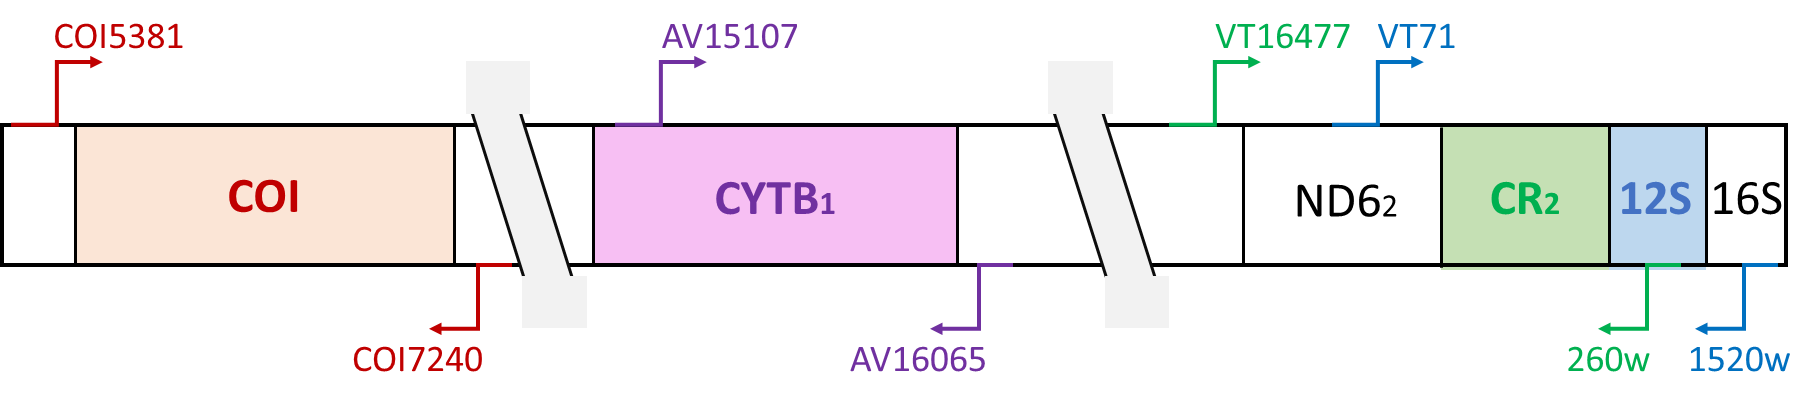 COI5381
AV15107
VT16477
VT71
COI
CYTB₁
ND6₂
CR₂
12S
16S
COI7240
AV16065
260w
1520w